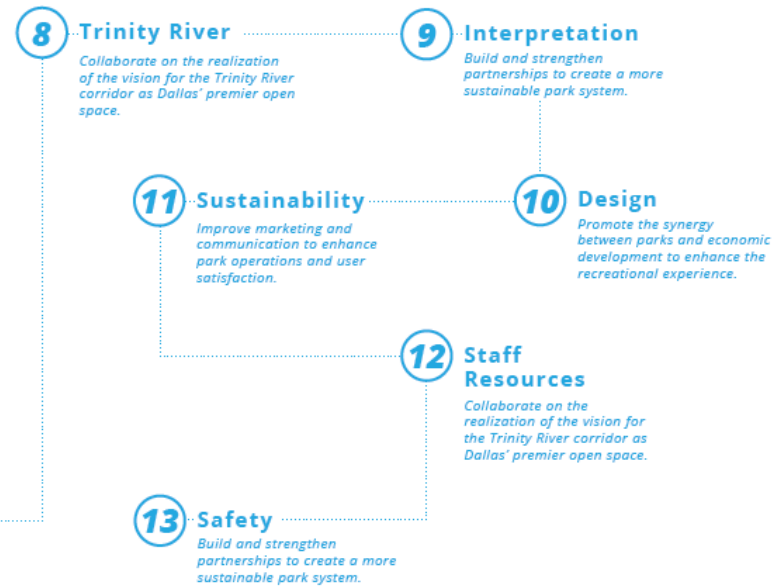 8
Trinity River
Collaborate on the realization
of the vision for the Trinity River
corridor as Dallas' premier open
space.
9
Interpretation
Build and strengthen
partnerships to create a more
sustainable park system.
10
Design
Promote the synergy
between parks and economic
development to enhance the
recreational experience.
11
Sustainability
Improve marketing and
communication to enhance
park operations and user
satisfaction.
12
Staff
Resources
Collaborate on the
realization of the vision for
the Trinity River corridor as
Dallas' premier open space.
13
Safety
Build and strengthen
partnerships to create a more
sustainable park system.